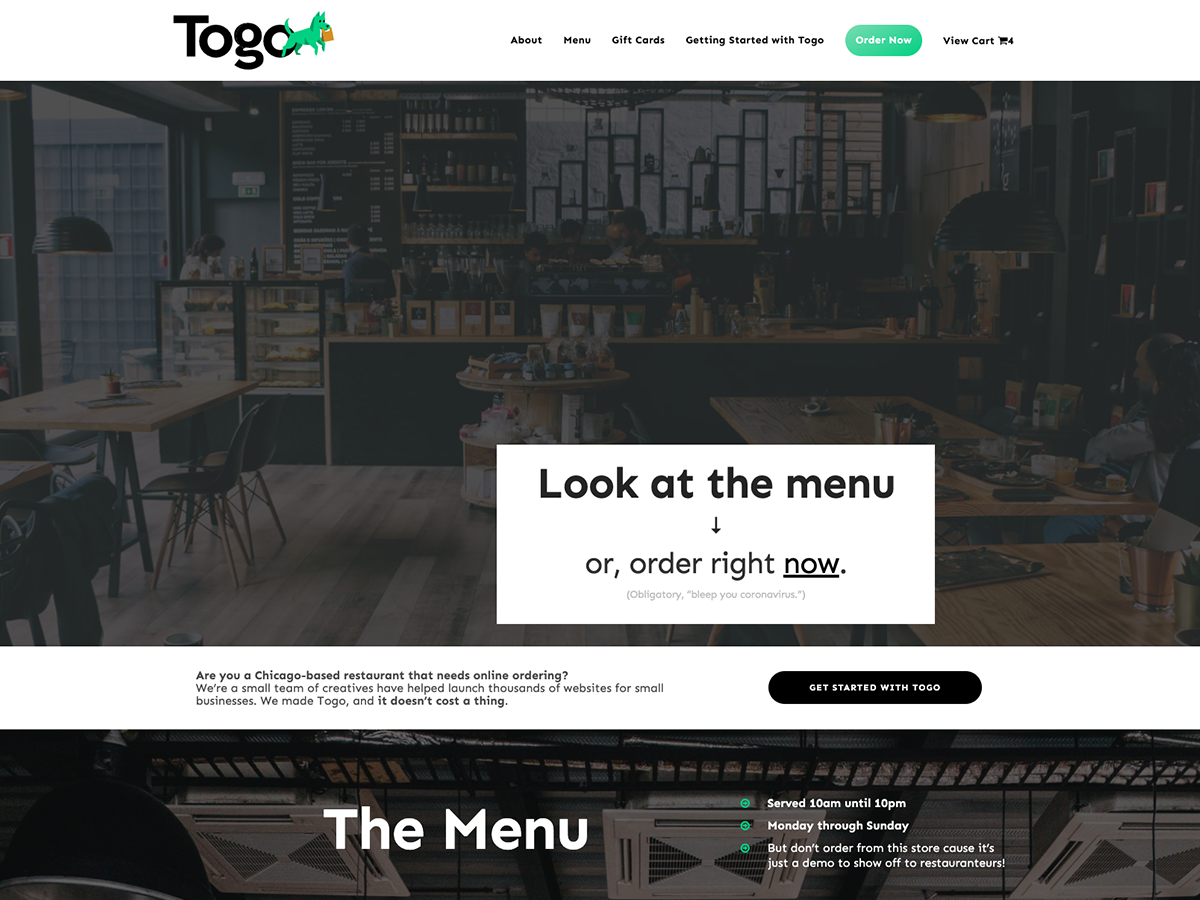 Togo
About Menu Gift Cards Getting Started with Togo Order Now View Cart 4
Look at the menu
↓
or, order right now.
(Obligatory, “bleep you coronavirus.”)
Are you a Chicago-based restaurant that needs online ordering?
We’re a small team of creatives have helped launch thousands of websites for small
businesses. We made Togo, and it doesn’t cost a thing.
GET STARTED WITH TOGO
The Menu
Served 10am until 10pm
Monday through Sunday
But don’t order from this store cause it’s
just a demo to show off to restauranteurs!